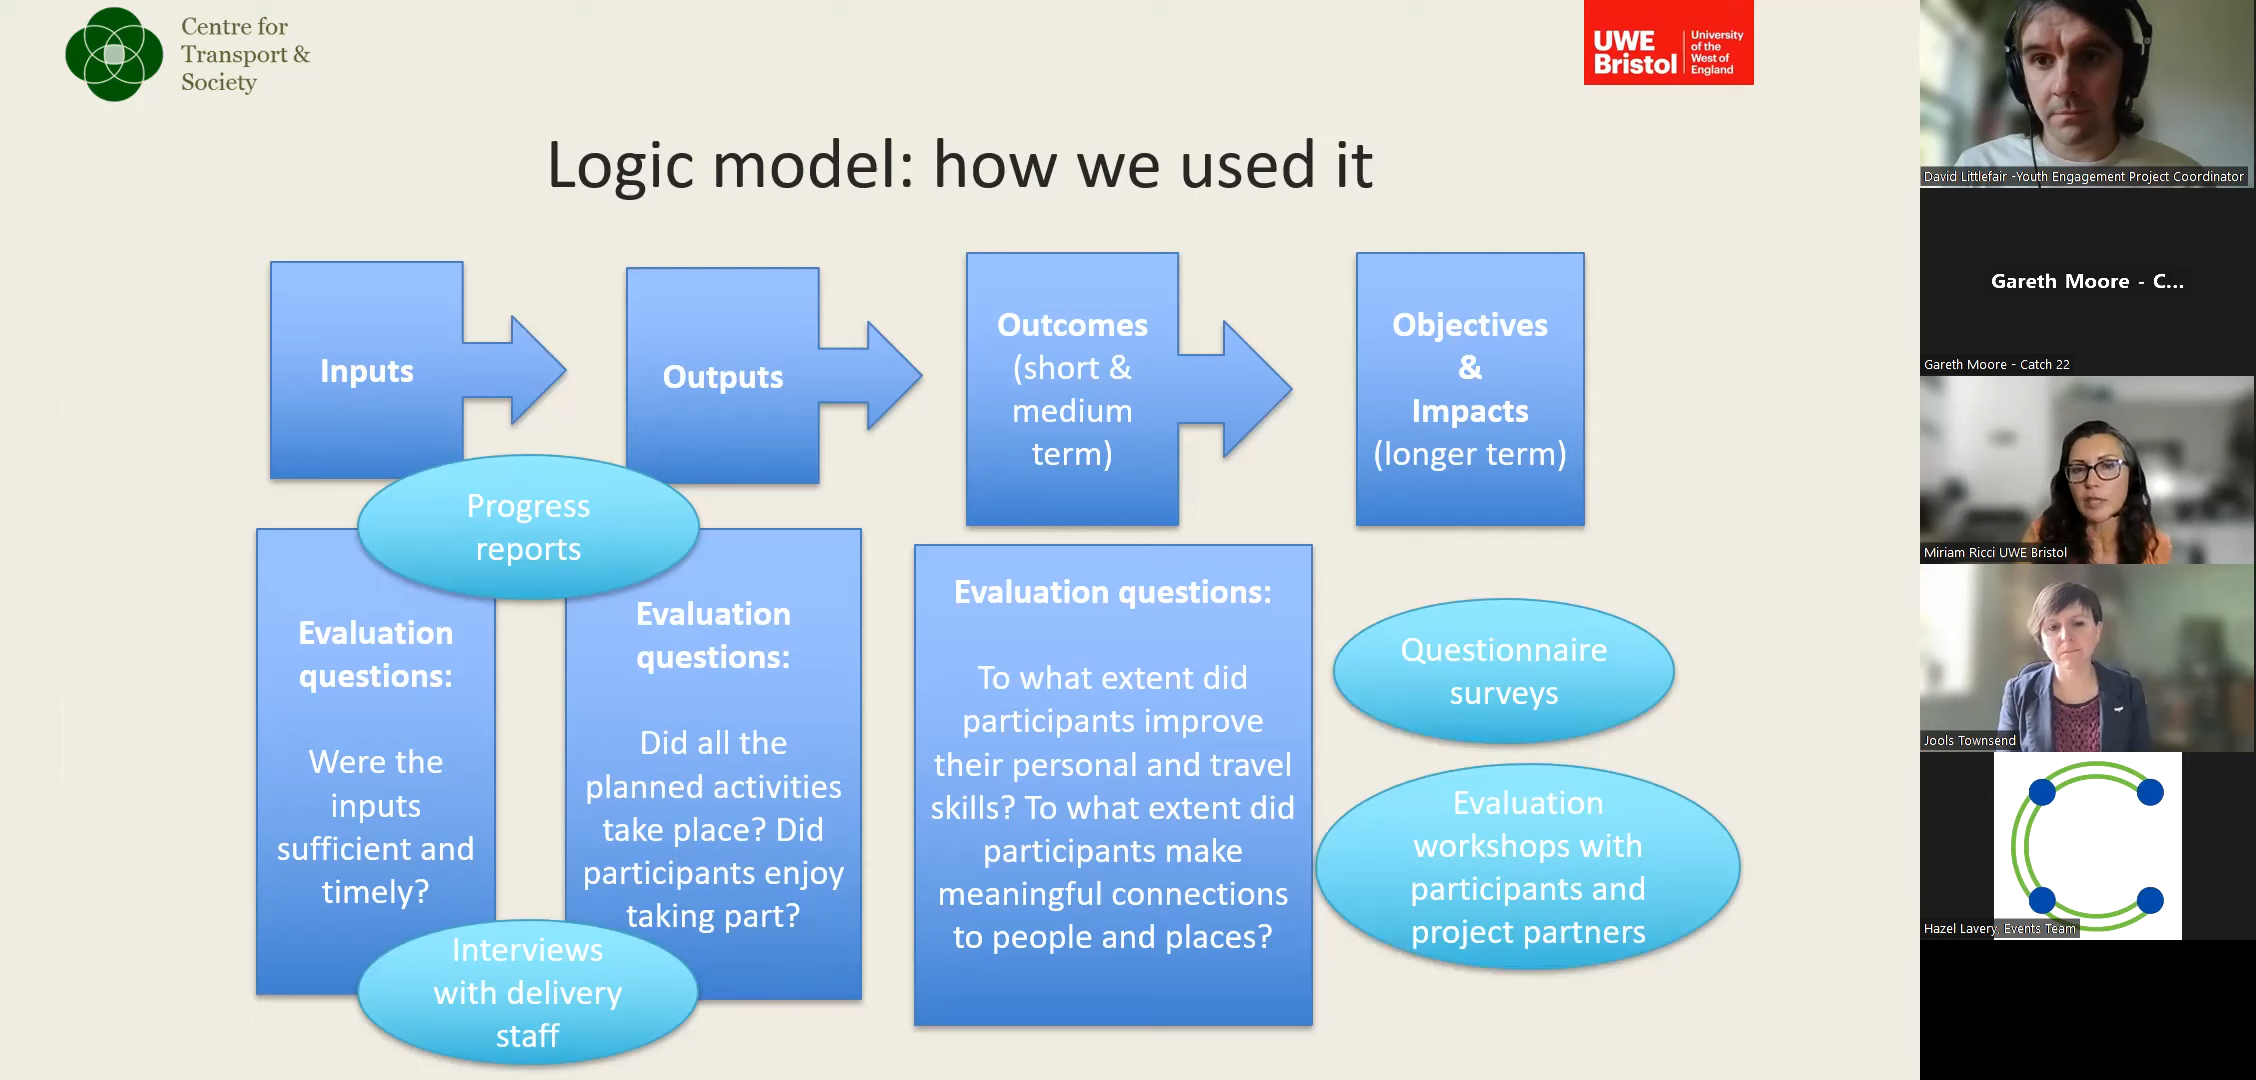 Centre for
Transport &
Society
UWE
Bristol
University
of the
West of
England
Logic model: how we used it
Inputs
Outputs
Outcomes
(short &
medium
term)
Objectives
&
Impacts
(longer term)
Progress
reports
Evaluation
questions:
Were the
inputs
sufficient and
timely?
Evaluation
questions:
Did all the
planned activities
take place? Did
participants enjoy
taking part?
Interviews
with delivery
staff
Evaluation questions:
To what extent did
participants improve
their personal and travel
skills? To what extent did
participants make
meaningful connections
to people and places?
Questionnaire
surveys
Evaluation
workshops with
participants and
project partners
David Littlefair -Youth Engagement Project Coordinator
Gareth Moore - C...
Gareth Moore - Catch 22
Miriam Ricci UWE Bristol
Jools Townsend
Hazel Lavery, Events Team